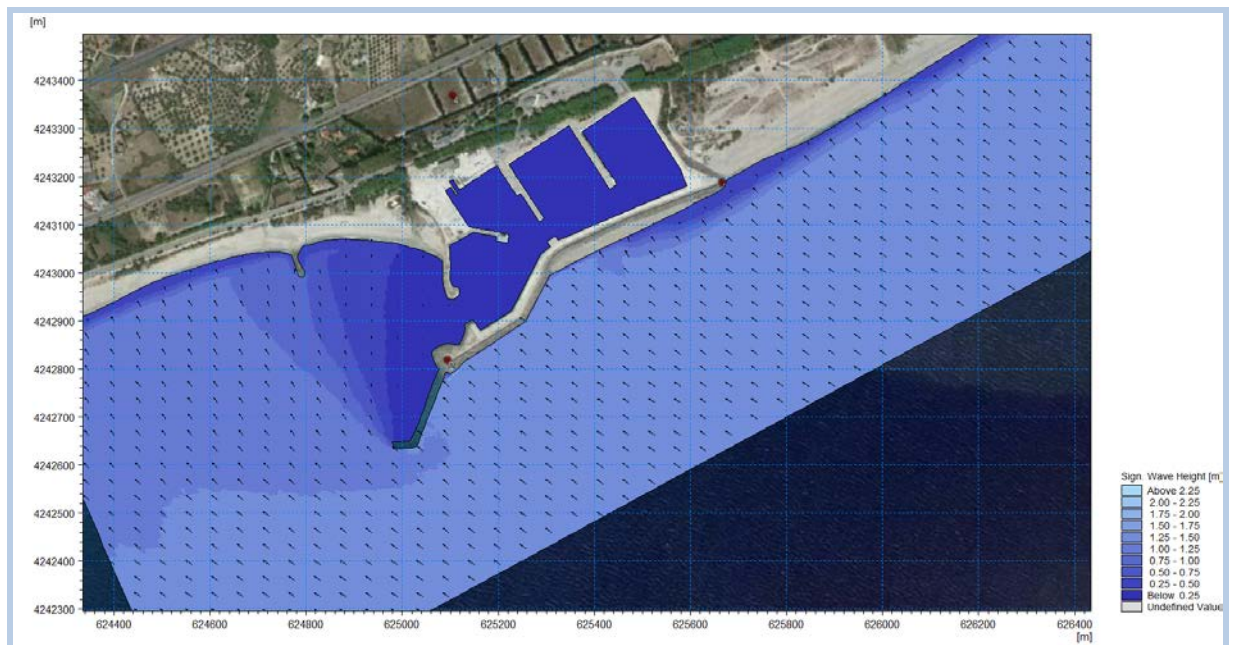 [m]
4243400
4243300
4243200
4243100
4243000
4242900
4242800
4242700
4242600
4242500
4242400
4242300
624400 624600 624800 625000 625200 625400 625600 625800 626000 626200 626400
[m]
Sign. Wave Height [m]
Above 2.25
2.00 - 2.25
1.75 - 2.00
1.50 - 1.75
1.25 - 1.50
1.00 - 1.25
0.75 - 1.00
0.50 - 0.75
0.25 - 0.50
Below 0.25
Undefined Value